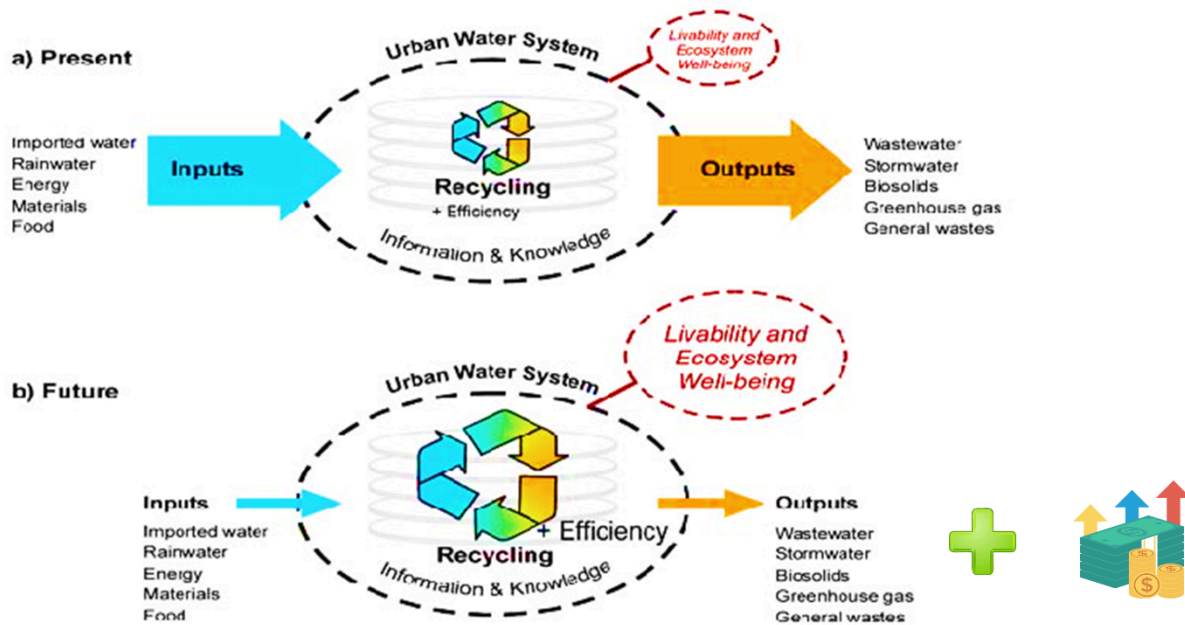 a) Present
Urban Water System
Livability and
Ecosystem
Well-being
Imported water
Rainwater
Energy
Materials
Food
Inputs
Recycling
+ Efficiency
Information & Knowledge
Outputs
Wastewater
Stormwater
Biosolids
Greenhouse gas
General wastes
b) Future
Urban Water System
Livability and
Ecosystem
Well-being
Inputs
Imported water
Rainwater
Energy
Materials
Food
+ Efficiency
Recycling
Information & Knowledge
Outputs
Wastewater
Stormwater
Biosolids
Greenhouse gas
General wastes
$
$